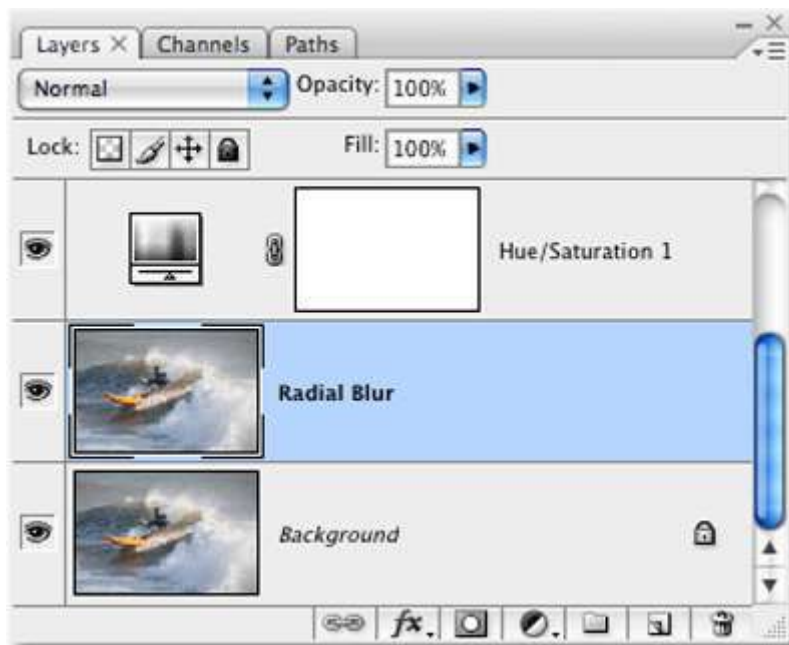 Layers × Channels Paths
Normal Opacity: 100%
Lock: Fill: 100%
Hue/Saturation 1
Radial Blur
Background
fx.